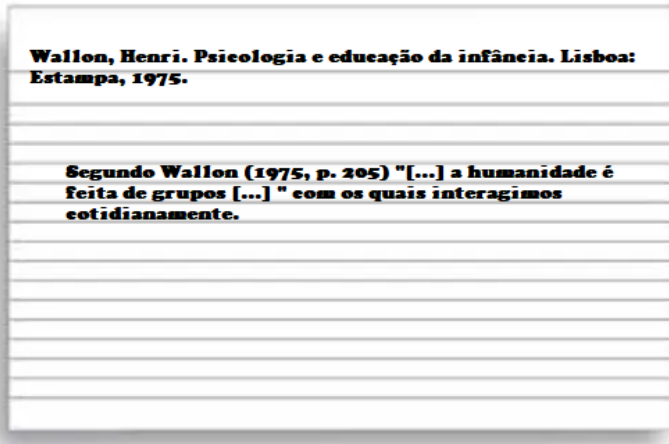 Wallon, Henri. Psicologia e educação da infância. Lisboa:
Estampa, 1975.
Segundo Wallon (1975, p. 205) "[...] a humanidade é
feita de grupos [...] " com os quais interagimos
cotidianamente.